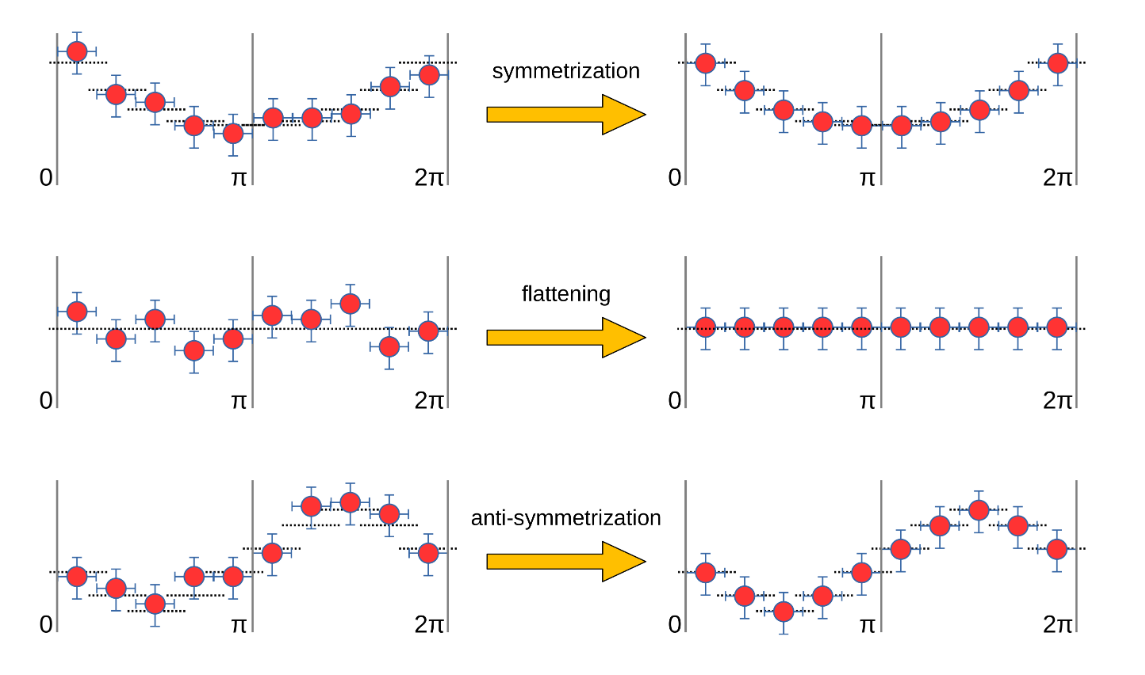 symmetrization
0 π 2π 0 π 2π
flattening
0 π 2π 0 π 2π
anti-symmetrization
0 π 2π 0 π 2π